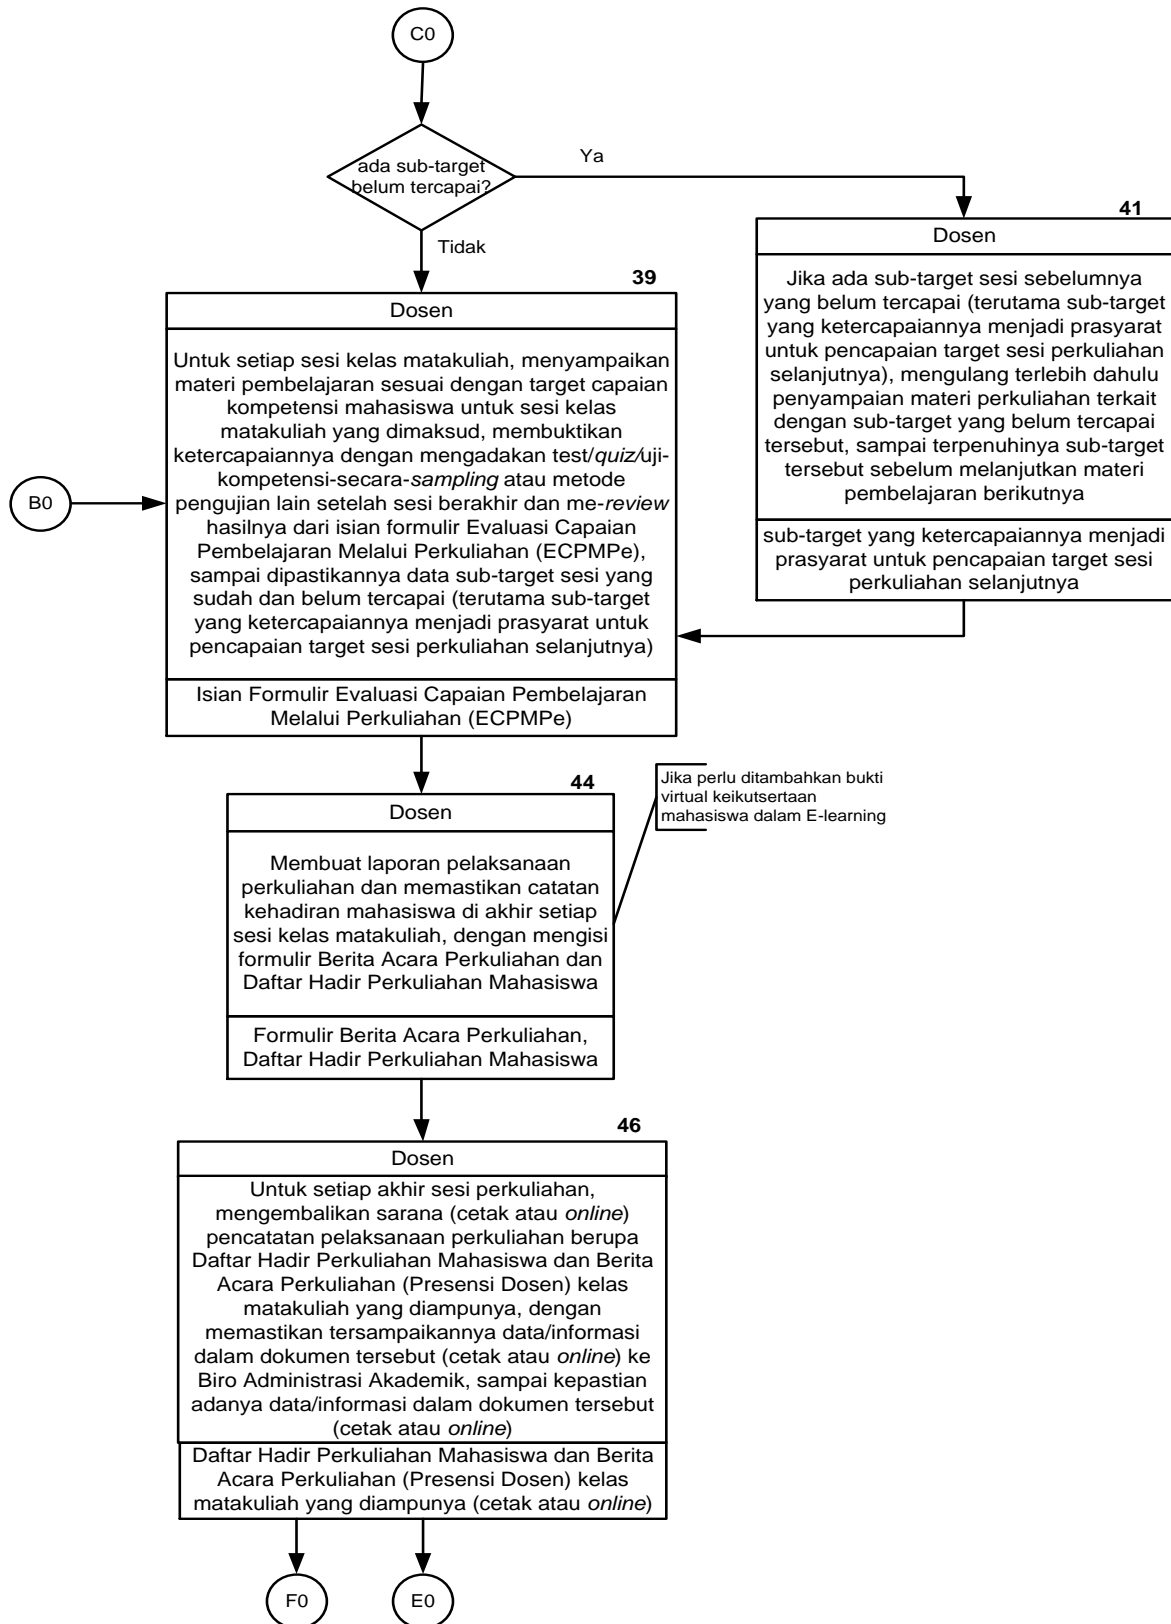 C0
ada sub-target
belum tercapai?
Ya
Tidak
41
Dosen
Jika ada sub-target sesi sebelumnya
yang belum tercapai (terutama sub-target
yang ketercapaiannya menjadi prasyarat
untuk pencapaian target sesi perkuliahan
selanjutnya), mengulang terlebih dahulu
penyampaian materi perkuliahan terkait
dengan sub-target yang belum tercapai
tersebut, sampai terpenuhinya sub-target
tersebut sebelum melanjutkan materi
pembelajaran berikutnya
sub-target yang ketercapaiannya menjadi
prasyarat untuk pencapaian target sesi
perkuliahan selanjutnya
39
Dosen
Untuk setiap sesi kelas matakuliah, menyampaikan
materi pembelajaran sesuai dengan target capaian
kompetensi mahasiswa untuk sesi kelas
matakuliah yang dimaksud, membuktikan
ketercapaiannya dengan mengadakan test/quiz/uji-
kompetensi-secara-sampling atau metode
pengujian lain setelah sesi berakhir dan me-review
hasilnya dari isian formulir Evaluasi Capaian
Pembelajaran Melalui Perkuliahan (ECPMPe),
sampai dipastikannya data sub-target sesi yang
sudah dan belum tercapai (terutama sub-target
yang ketercapaiannya menjadi prasyarat untuk
pencapaian target sesi perkuliahan selanjutnya)
Isian Formulir Evaluasi Capaian Pembelajaran
Melalui Perkuliahan (ECPMPe)
B0
44
Dosen
Membuat laporan pelaksanaan
perkuliahan dan memastikan catatan
kehadiran mahasiswa di akhir setiap
sesi kelas matakuliah, dengan mengisi
formulir Berita Acara Perkuliahan dan
Daftar Hadir Perkuliahan Mahasiswa
Formulir Berita Acara Perkuliahan,
Daftar Hadir Perkuliahan Mahasiswa
Jika perlu ditambahkan bukti
virtual keikutsertaan
mahasiswa dalam E-learning
46
Dosen
Untuk setiap akhir sesi perkuliahan,
mengembalikan sarana (cetak atau online)
pencatatan pelaksanaan perkuliahan berupa
Daftar Hadir Perkuliahan Mahasiswa dan Berita
Acara Perkuliahan (Presensi Dosen) kelas
matakuliah yang diampunya, dengan
memastikan tersampaikannya data/informasi
dalam dokumen tersebut (cetak atau online) ke
Biro Administrasi Akademik, sampai kepastian
adanya data/informasi dalam dokumen tersebut
(cetak atau online)
Daftar Hadir Perkuliahan Mahasiswa dan Berita
Acara Perkuliahan (Presensi Dosen) kelas
matakuliah yang diampunya (cetak atau online)
F0
E0